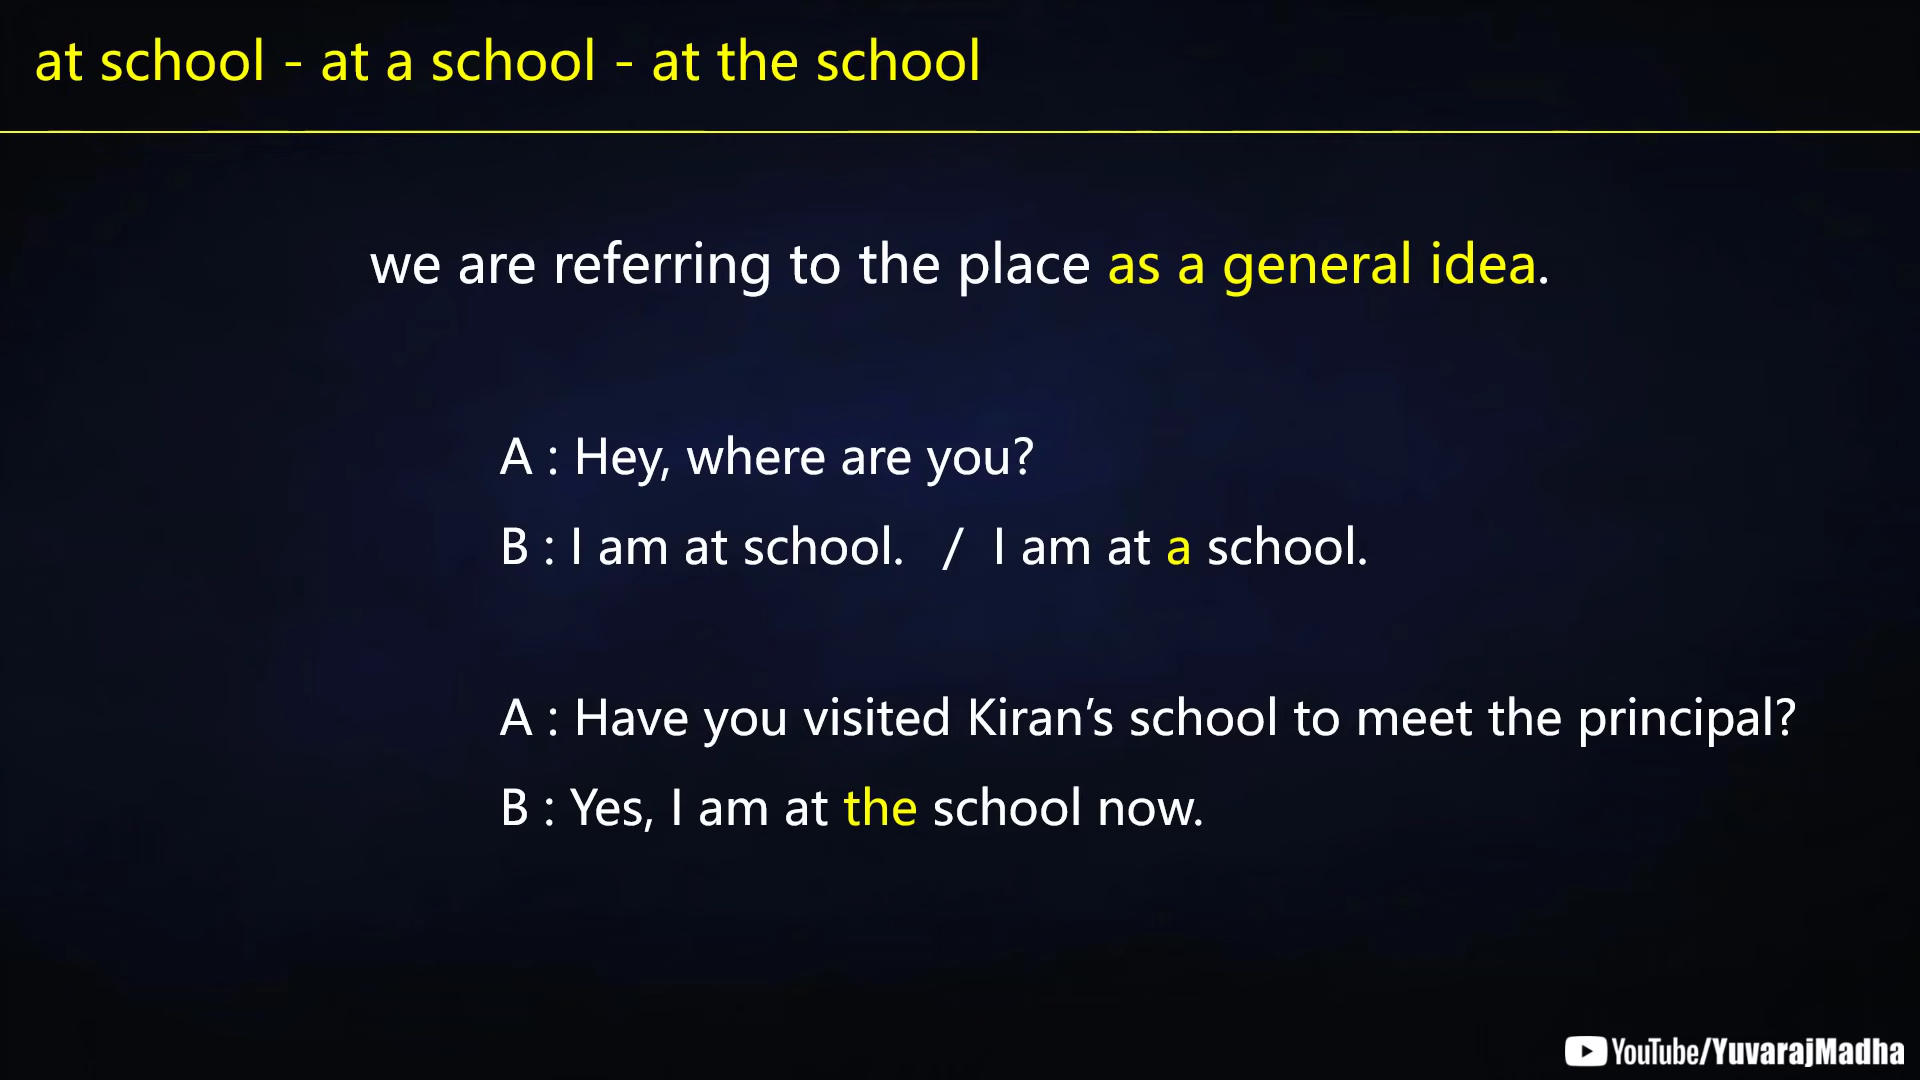 at school - at a school - at the school
we are referring to the place as a general idea.
A : Hey, where are you?
B : I am at school. / I am at a school.
A : Have you visited Kiran’s school to meet the principal?
B : Yes, I am at the school now.
YouTube/YuvarajMadha